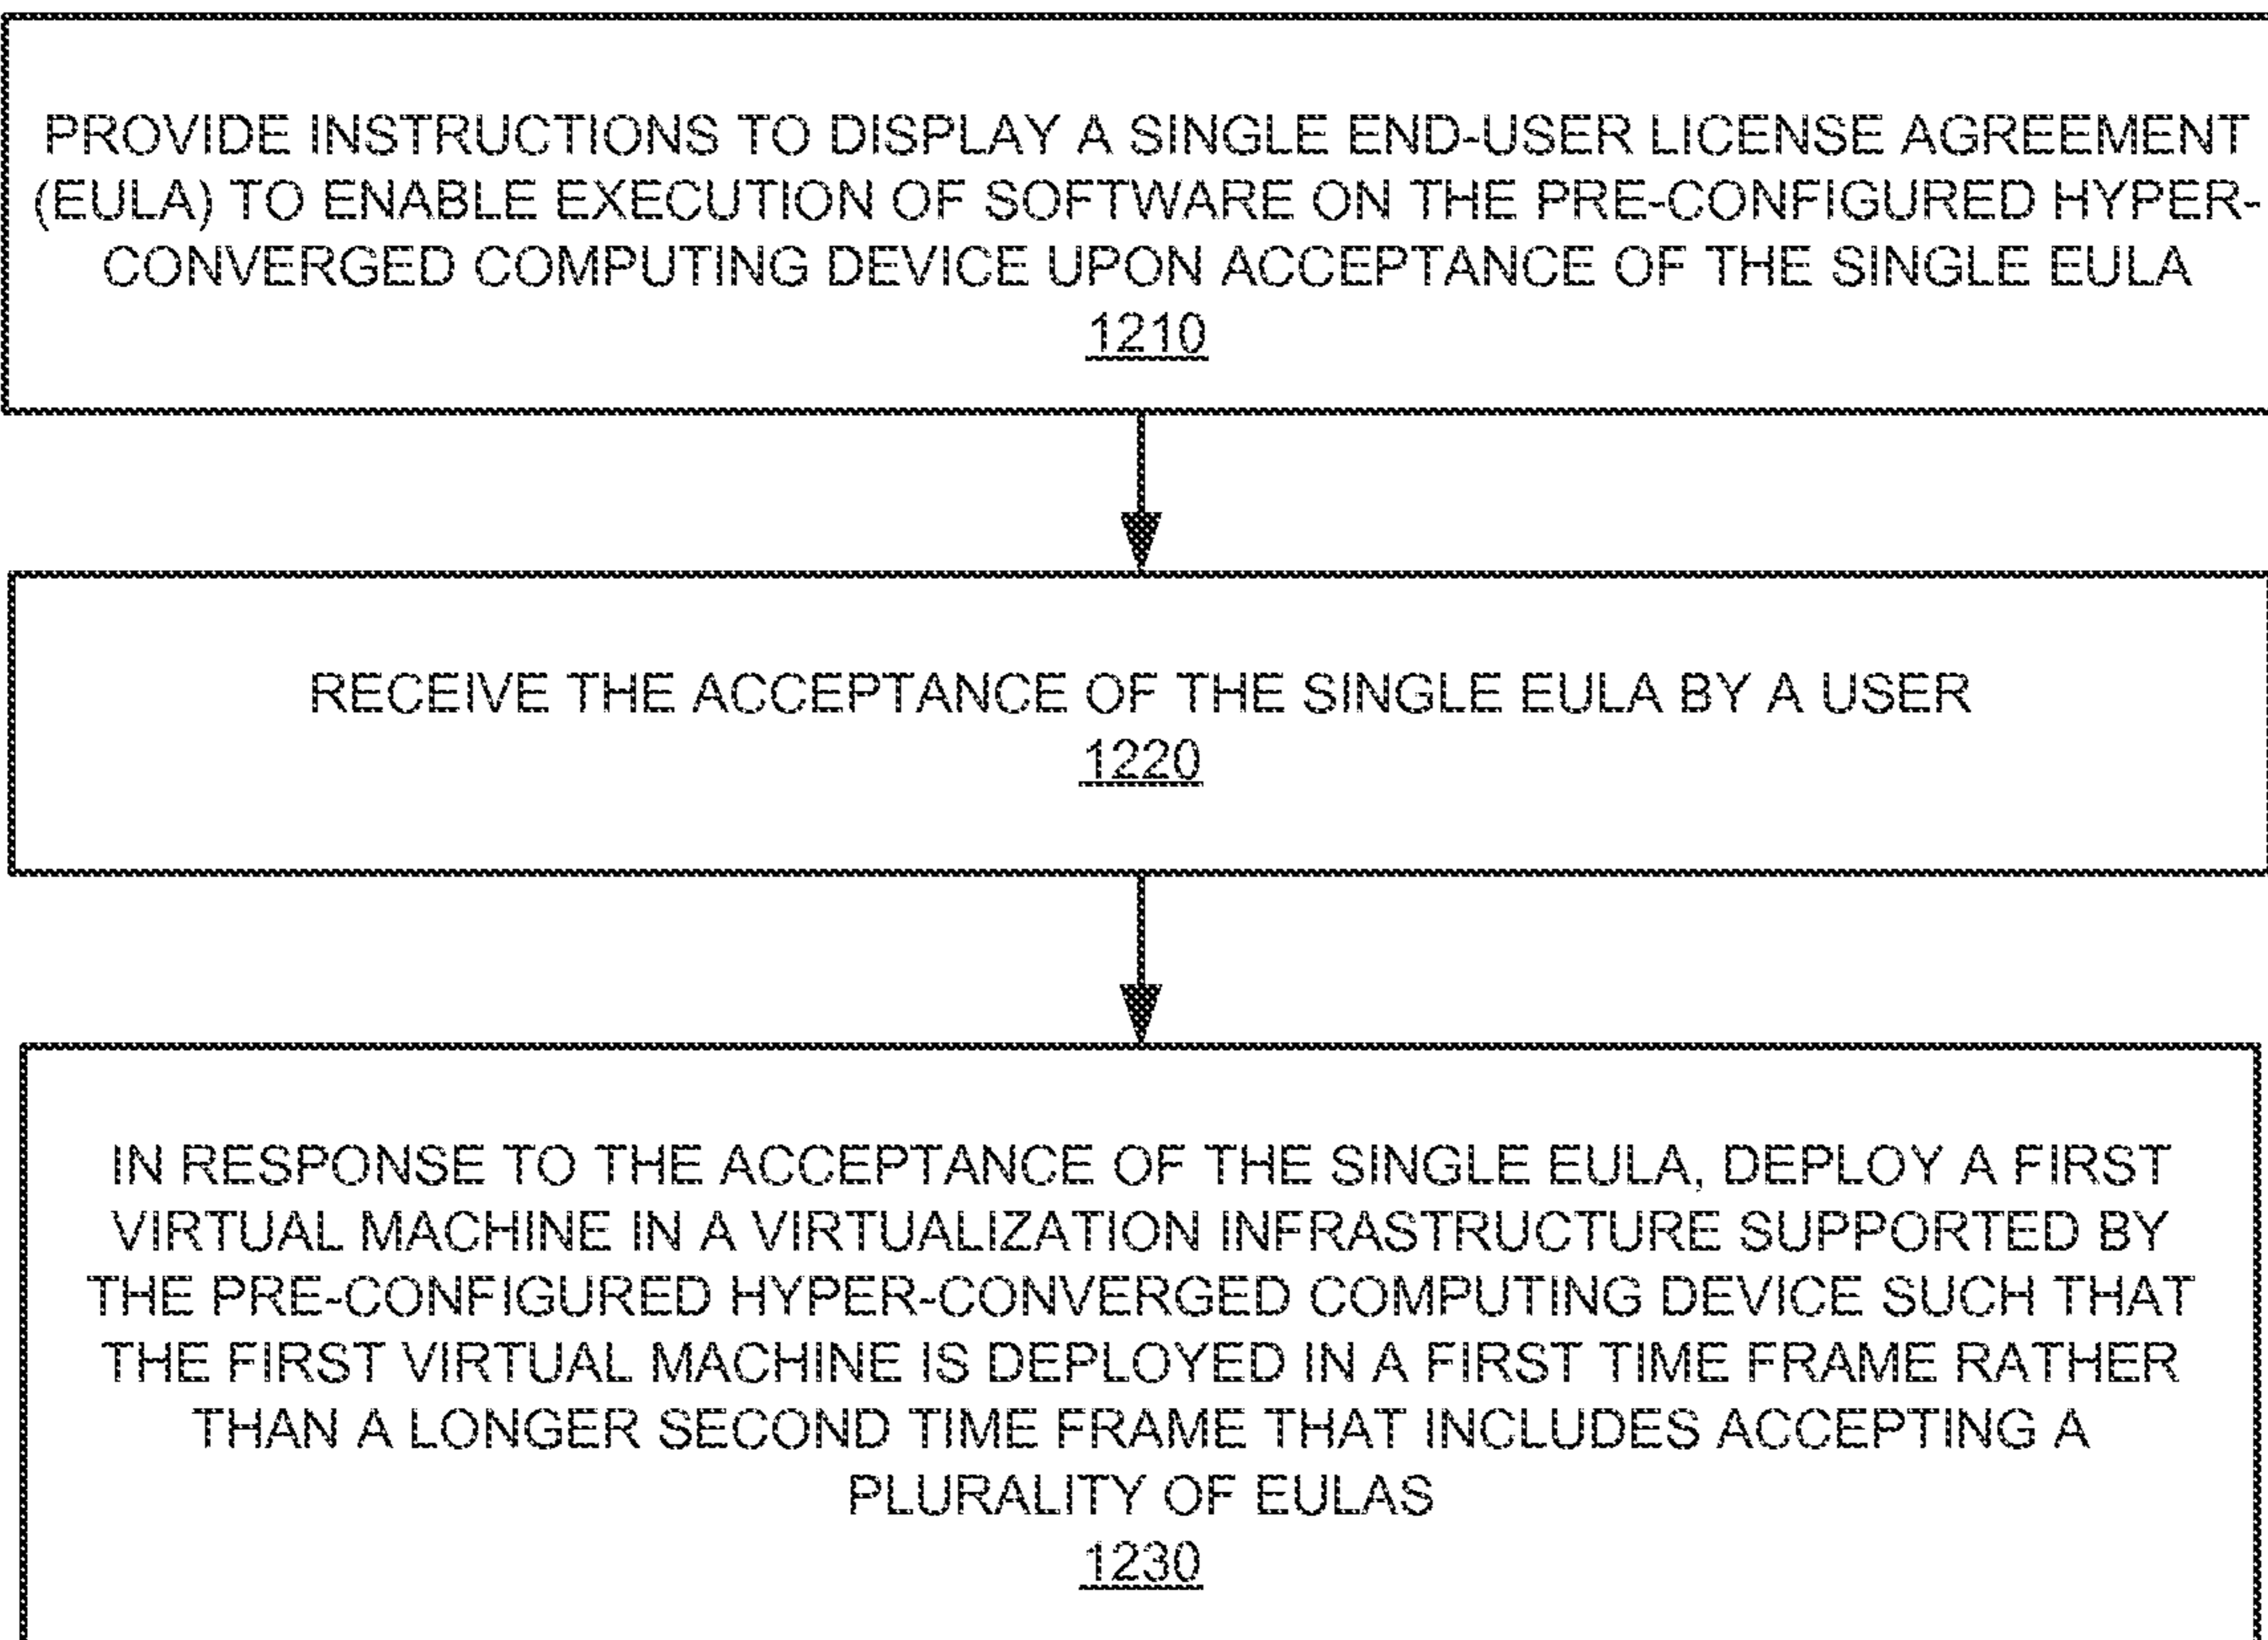 PROVIDE INSTRUCTIONS TO DISPLAY A SINGLE END-USER LICENSE AGREEMENT
(EULA) TO ENABLE EXECUTION OF SOFTWARE ON THE PRE-CONFIGURED HYPER-
CONVERGED COMPUTING DEVICE UPON ACCEPTANCE OF THE SINGLE EULA
1210
RECEIVE THE ACCEPTANCE OF THE SINGLE EULA BY A USER
1220
IN RESPONSE TO THE ACCEPTANCE OF THE SINGLE EULA, DEPLOY A FIRST
VIRTUAL MACHINE IN A VIRTUALIZATION INFRASTRUCTURE SUPPORTED BY
THE PRE-CONFIGURED HYPER-CONVERGED COMPUTING DEVICE SUCH THAT
THE FIRST VIRTUAL MACHINE IS DEPLOYED IN A FIRST TIME FRAME RATHER
THAN A LONGER SECOND TIME FRAME THAT INCLUDES ACCEPTING A
PLURALITY OF EULAS
1230